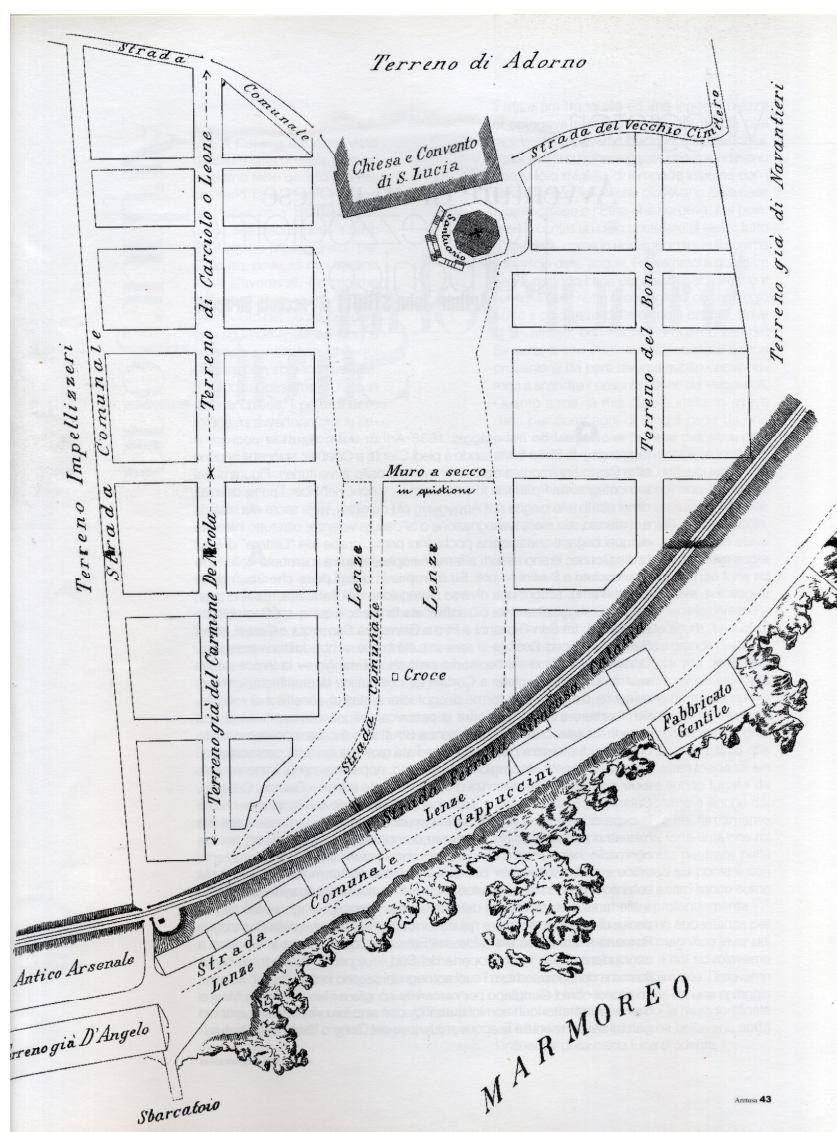 Strada
Comunale
Terreno di Adorno
Strada del Vecchio Cimitero
Chiesa e Convento
di S. Lucia
Santuario
Terreno già di Navantieri
Terreno di Carciolo o Leone
Terreno del Bono
Terreno Impellizzeri
Strada Comunale
Muro a secco
in quistione
Terreno già del Carmine De Nicola
Lenze
Lenze
Strada Comunale
Croce
Strada Ferrata Siracusa Catania
Fabbricato
Gentile
Lenze
Strada Comunale Cappuccini
Lenze
Antico Arsenale
Terreno già D'Angelo
Sbarcatoio
MAR MOREO
Aretusa 43